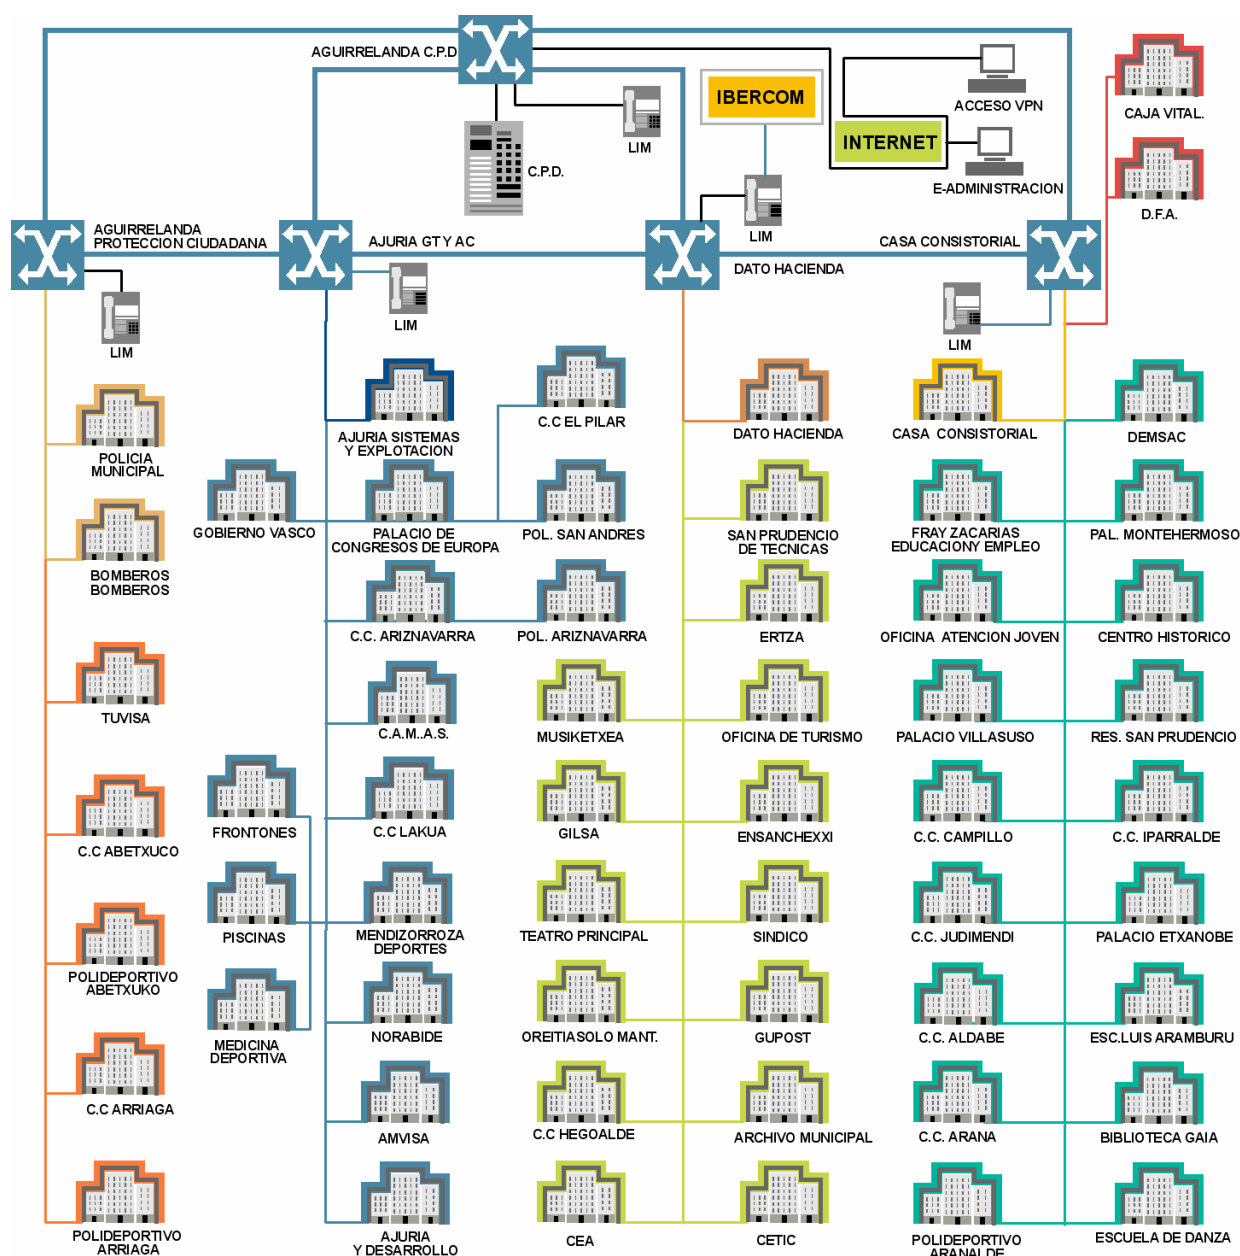 AGUIRRELANDA C.P.D
IBERCOM
ACCESO VPN
CAJA VITAL.
LIM
INTERNET
C.P.D.
E-ADMINISTRACION
D.F.A.
AGUIRRELANDA
PROTECCION CIUDADANA
AJURIA GT Y AC
LIM
CASA CONSISTORIAL
DATO HACIENDA
LIM
LIM
LIM
POLICIA
MUNICIPAL
AJURIA SISTEMAS
Y EXPLOTACION
C.C EL PILAR
DATO HACIENDA
CASA CONSISTORIAL
DEMSAC
GOBIERNO VASCO
PALACIO DE
CONGRESOS DE EUROPA
POL. SAN ANDRES
SAN PRUDENCIO
DE TECNICAS
FRAY ZACARIAS
EDUCACIONY EMPLEO
PAL. MONTEHERMOSO
BOMBEROS
BOMBEROS
C.C. ARIZNAVARRA
POL. ARIZNAVARRA
ERTZA
OFICINA ATENCION JOVEN
CENTRO HISTORICO
TUVISA
C.A.M..A.S.
MUSIKETXEA
OFICINA DE TURISMO
PALACIO VILLASUSO
RES. SAN PRUDENCIO
C.C ABETXUCO
FRONTONES
C.C LAKUA
GILSA
ENSANCHEXXI
C.C. CAMPILLO
C.C. IPARRALDE
POLIDEPORTIVO
ABETXUKO
PISCINAS
MENDIZORROZA
DEPORTES
TEATRO PRINCIPAL
SINDICO
C.C. JUDIMENDI
PALACIO ETXANOBE
MEDICINA
DEPORTIVA
NORABIDE
OREITIASOLO MANT.
GUPOST
C.C. ALDABE
ESC.LUIS ARAMBURU
C.C ARRIAGA
AMVISA
C.C HEGOALDE
ARCHIVO MUNICIPAL
C.C. ARANA
BIBLIOTECA GAIA
POLIDEPORTIVO
ARRIAGA
AJURIA
Y DESARROLLO
CEA
CETIC
POLIDEPORTIVO
ARANALDE
ESCUELA DE DANZA